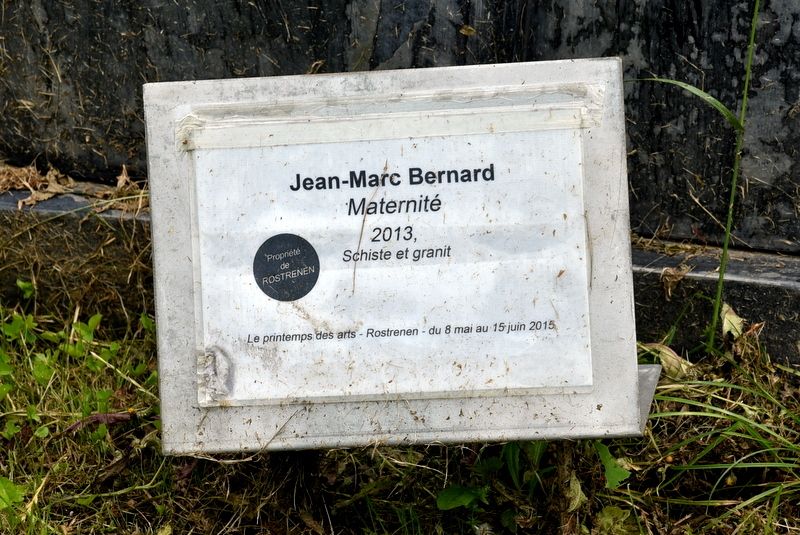 Jean-Marc Bernard
Maternité
2013,
Schiste et granit
Propriété
de
ROSTRENEN
Le printemps des arts - Rostrenen - du 8 mai au 15 juin 2015